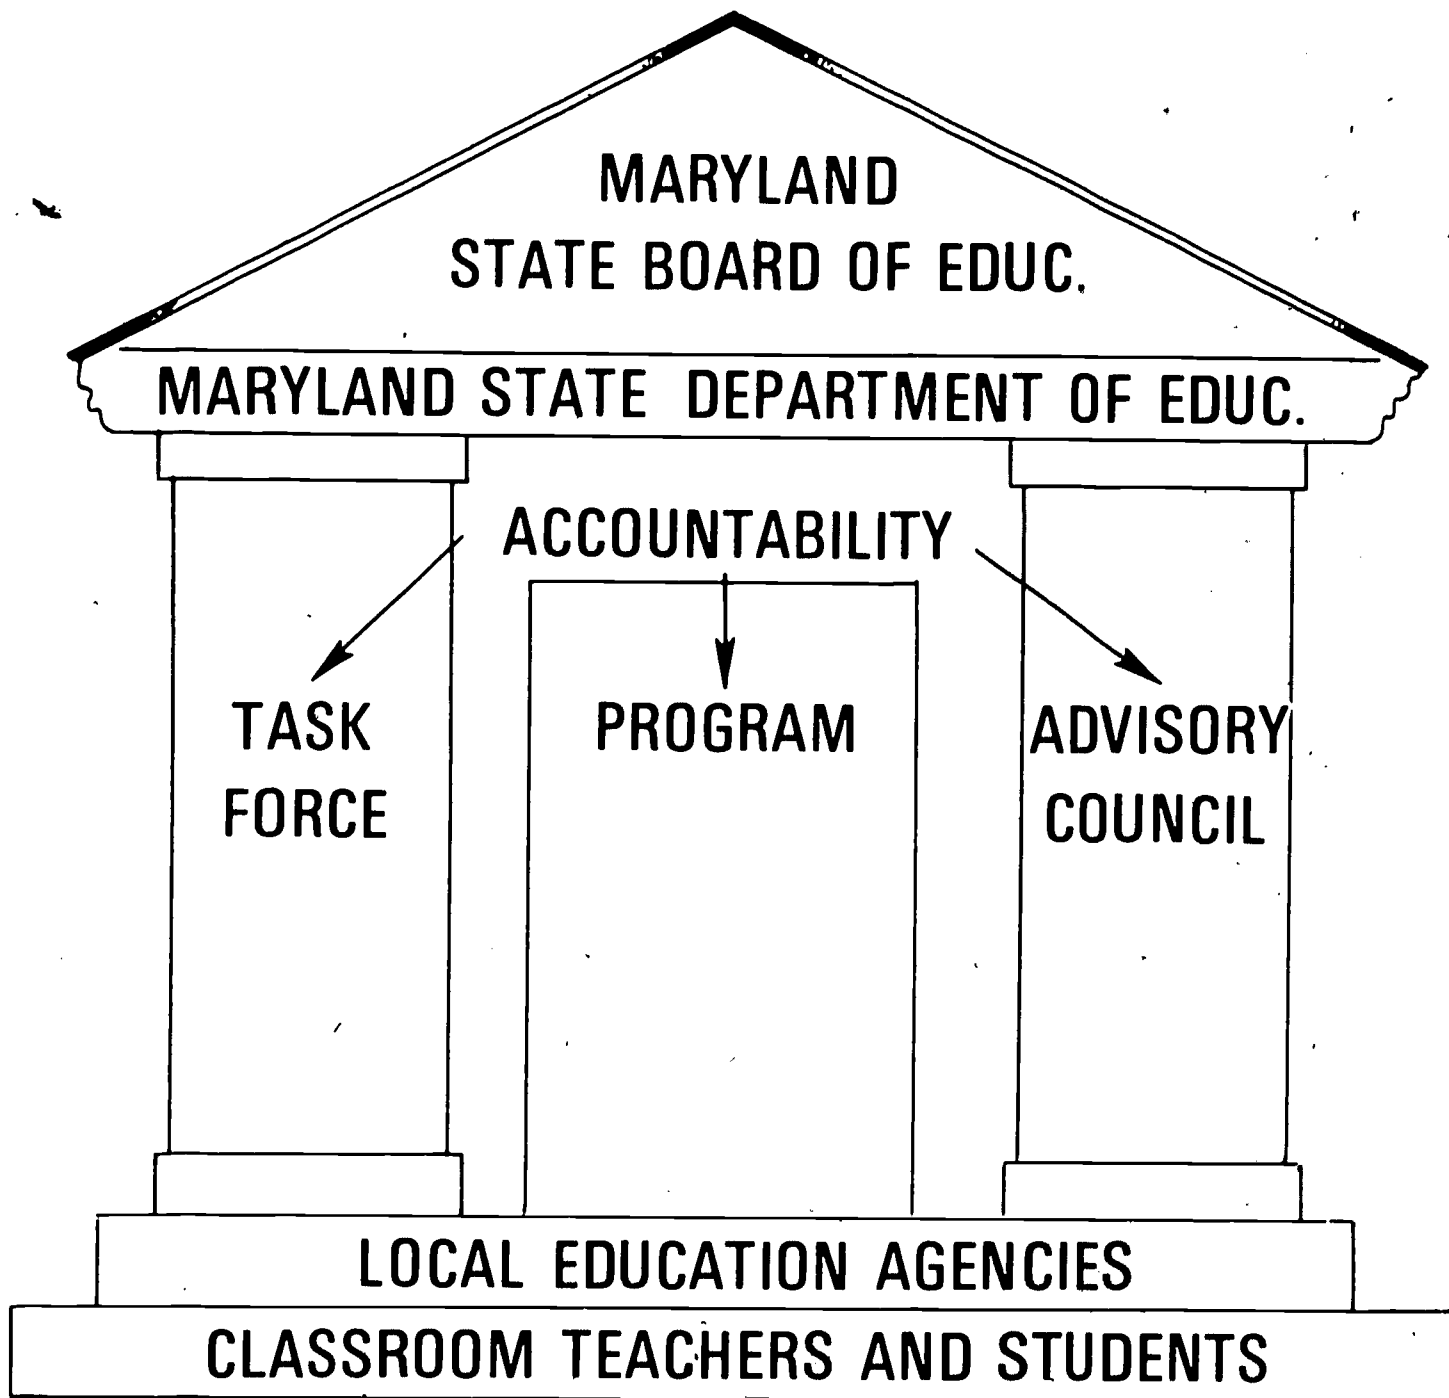 MARYLAND
STATE BOARD OF EDUC.
MARYLAND STATE DEPARTMENT OF EDUC.
ACCOUNTABILITY
TASK
FORCE
PROGRAM
ADVISORY
COUNCIL
LOCAL EDUCATION AGENCIES
CLASSROOM TEACHERS AND STUDENTS